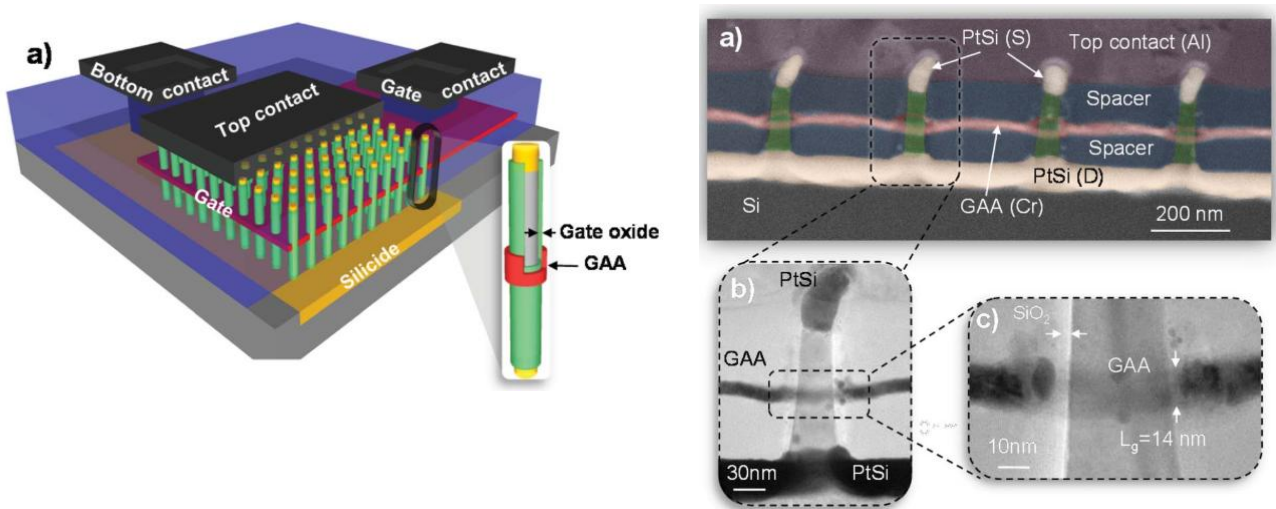 a)
Bottom contact
Gate contact
Top contact
Gate
Silicide
Gate oxide
GAA
a)
PtSi (S)
Top contact (Al)
Spacer
Spacer
PtSi (D)
Si
GAA (Cr)
200 nm
b)
PtSi
GAA
30nm
PtSi
c)
SiO₂
GAA
10nm
Lg=14 nm